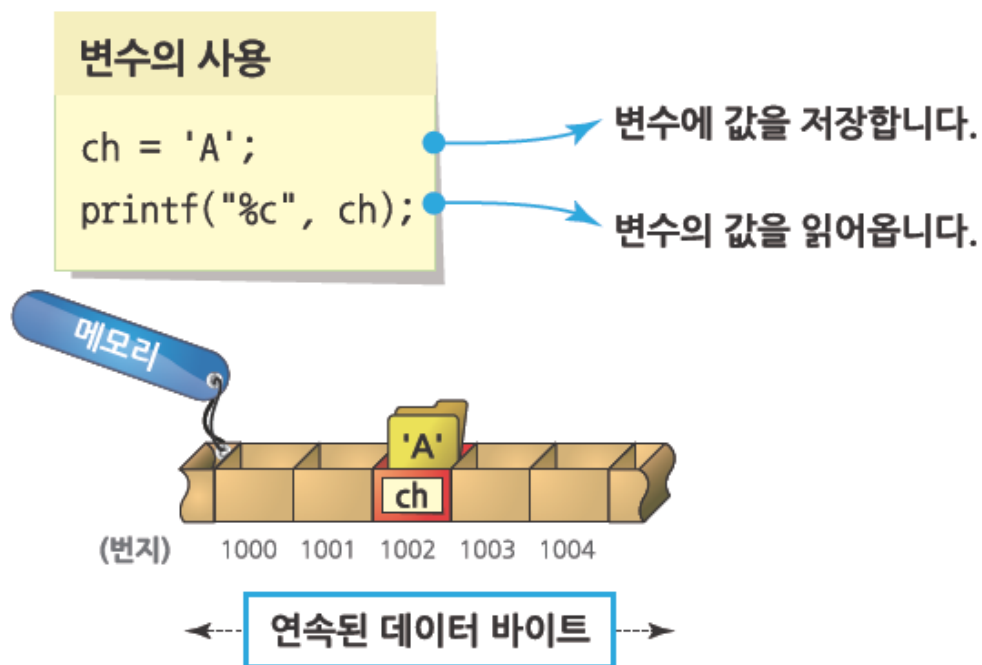 변수의 사용
ch = 'A';
printf("%c", ch);
변수에 값을 저장합니다.
변수의 값을 읽어옵니다.
메모리
'A'
ch
(번지) 1000 1001 1002 1003 1004
연속된 데이터 바이트